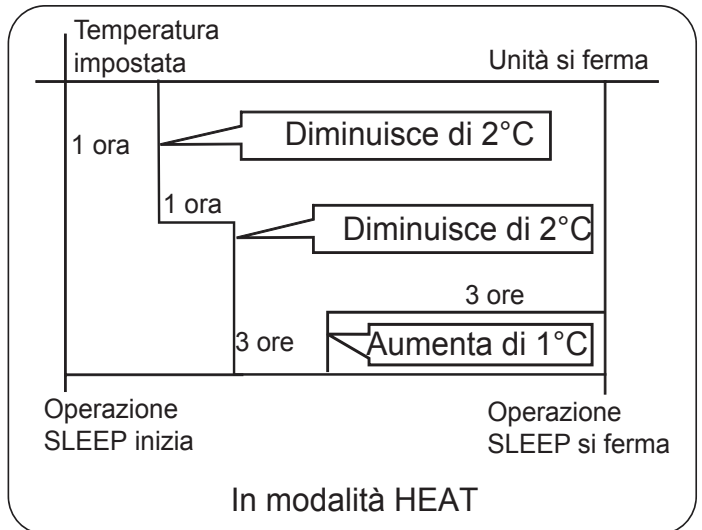 Temperatura
impostata
Unità si ferma
1 ora
Diminuisce di 2°C
1 ora
Diminuisce di 2°C
3 ore
3 ore
Aumenta di 1°C
Operazione
SLEEP inizia
Operazione
SLEEP si ferma
In modalità HEAT